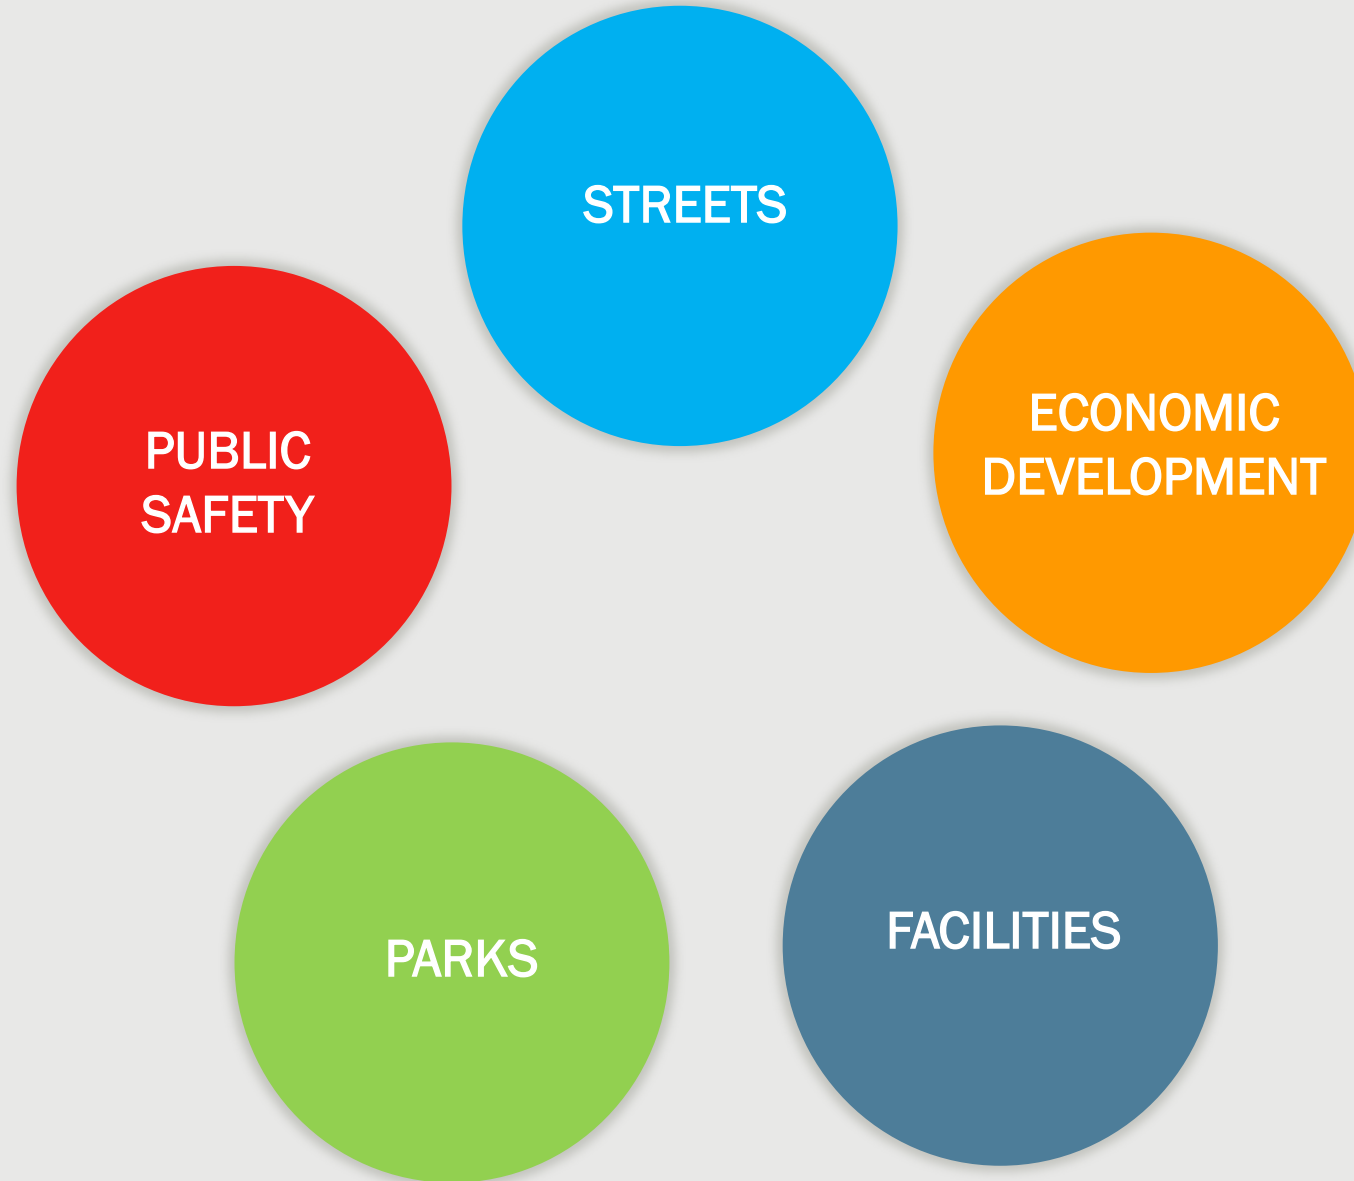 STREETS
PUBLIC
SAFETY
ECONOMIC
DEVELOPMENT
PARKS
FACILITIES